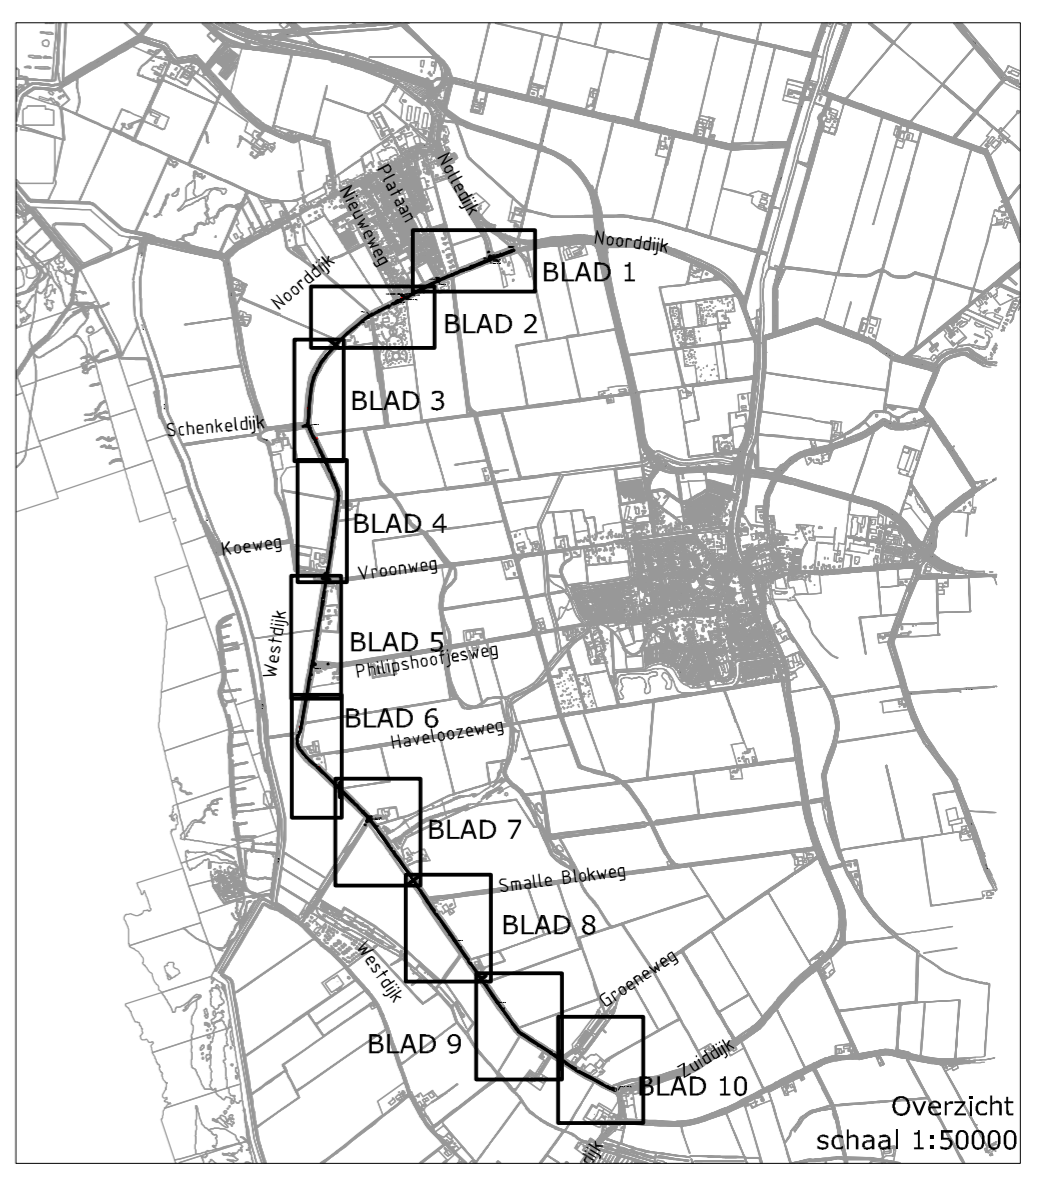 Nolledijk
Plataan
Nieuweweg
Noorddijk
BLAD 1
Noorddijk
BLAD 2
BLAD 3
Schenkeldijk
BLAD 4
Koeweg
Vroonweg
Westdijk
BLAD 5
Philipshoofjesweg
BLAD 6
Haveloozeweg
BLAD 7
Smalle Blokweg
BLAD 8
Westdijk
Groeneweg
BLAD 9
Zuiddijk
BLAD 10
Overzicht
schaal 1:50000
dijk